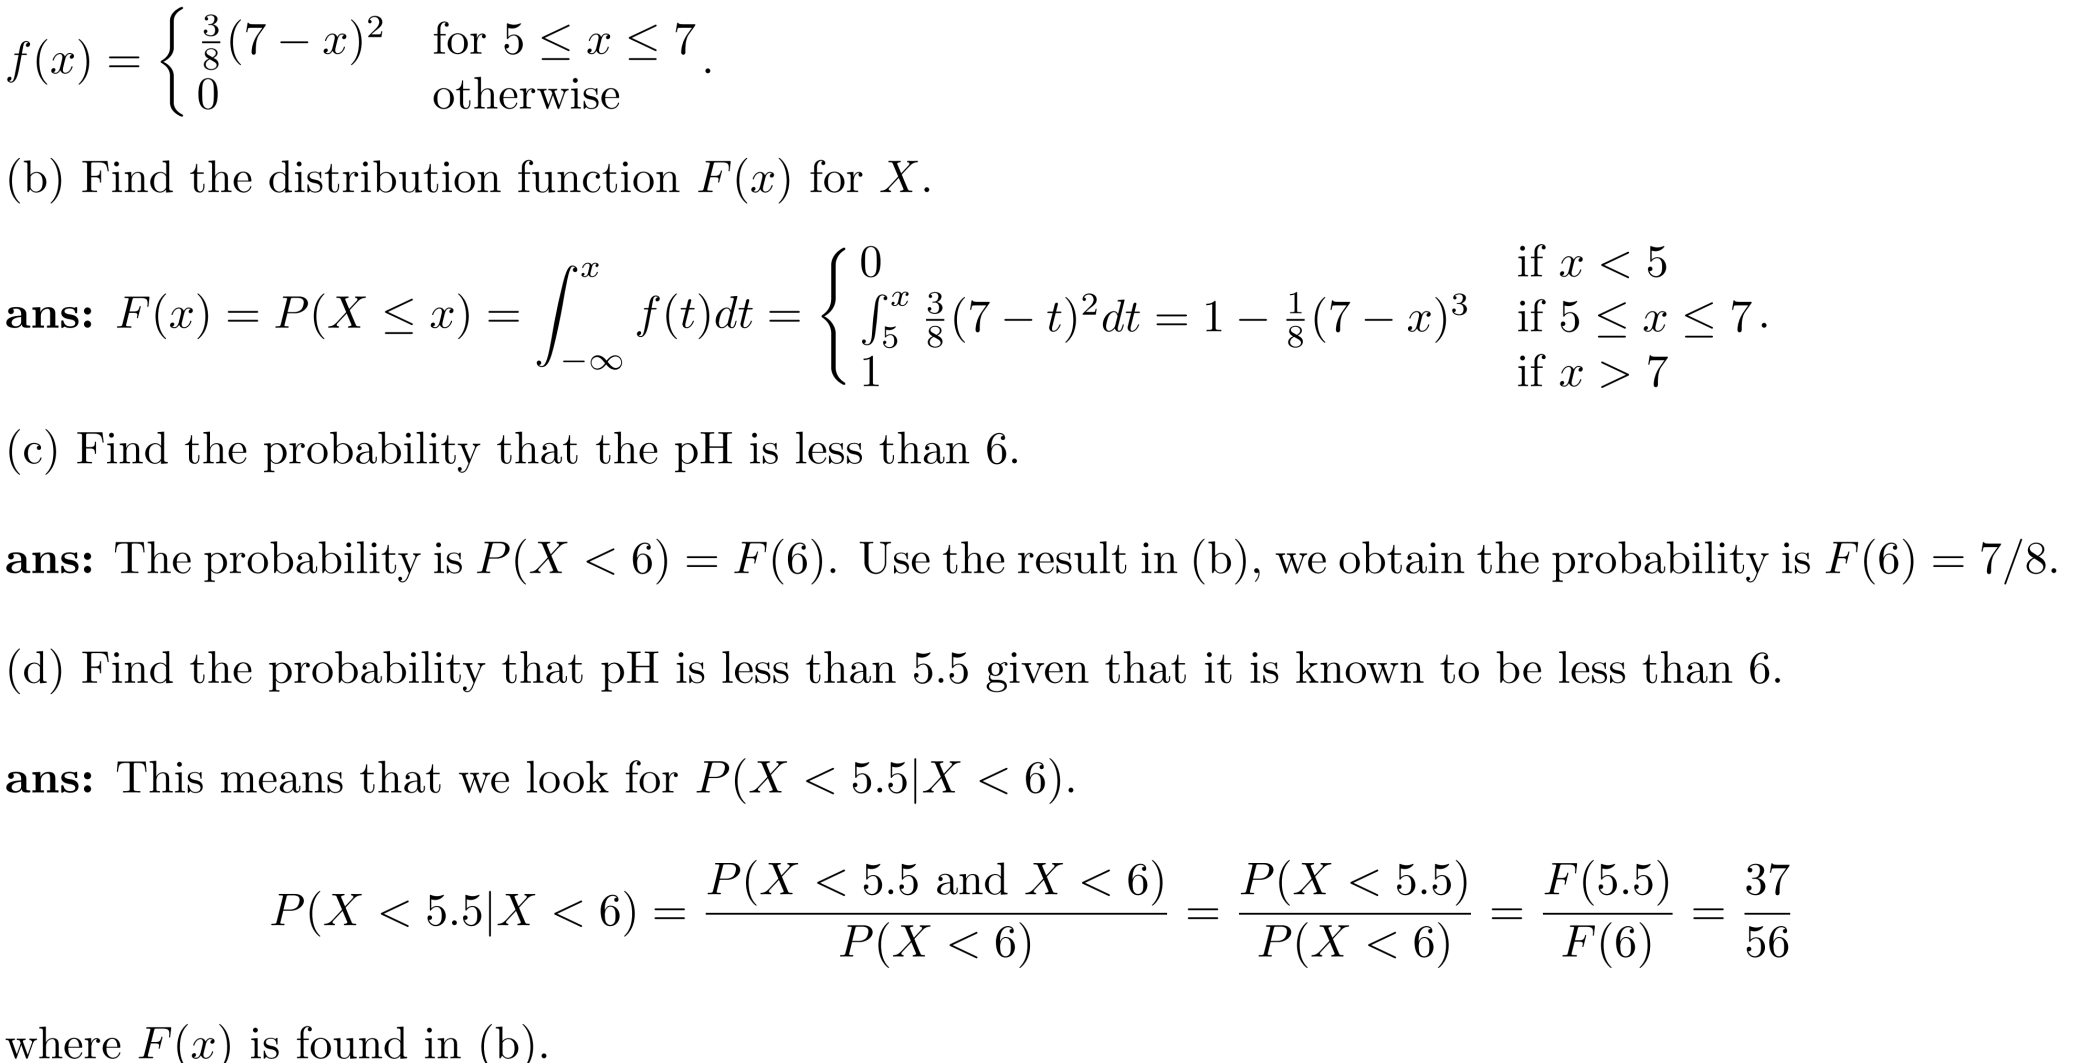 f(x) = { 3/8(7 − x)² for 5 ≤ x ≤ 7
0 otherwise .
(b) Find the distribution function F(x) for X.
ans: F(x) = P(X ≤ x) = ∫_{−∞}^{x} f(t)dt = { 0 if x < 5
∫_5^x 3/8(7 − t)²dt = 1 − 1/8(7 − x)³ if 5 ≤ x ≤ 7.
1 if x > 7
(c) Find the probability that the pH is less than 6.
ans: The probability is P(X < 6) = F(6). Use the result in (b), we obtain the probability is F(6) = 7/8.
(d) Find the probability that pH is less than 5.5 given that it is known to be less than 6.
ans: This means that we look for P(X < 5.5|X < 6).
P(X < 5.5|X < 6) = P(X < 5.5 and X < 6) / P(X < 6) = P(X < 5.5) / P(X < 6) = F(5.5) / F(6) = 37 / 56
where F(x) is found in (b).